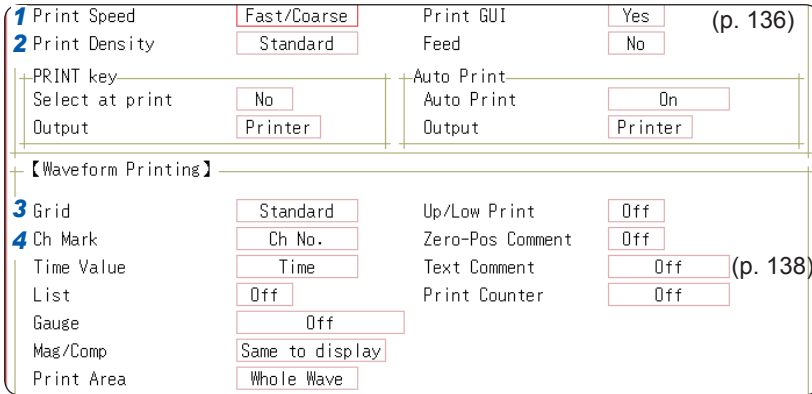 1 Print Speed Fast/Coarse Print GUI Yes (p. 136)
2 Print Density Standard Feed No
PRINT key Auto Print
Select at print No Auto Print On
Output Printer Output Printer
【Waveform Printing】
3 Grid Standard Up/Low Print Off
4 Ch Mark Ch No. Zero-Pos Comment Off
Time Value Time Text Comment Off (p. 138)
List Off Print Counter Off
Gauge Off
Mag/Comp Same to display
Print Area Whole Wave